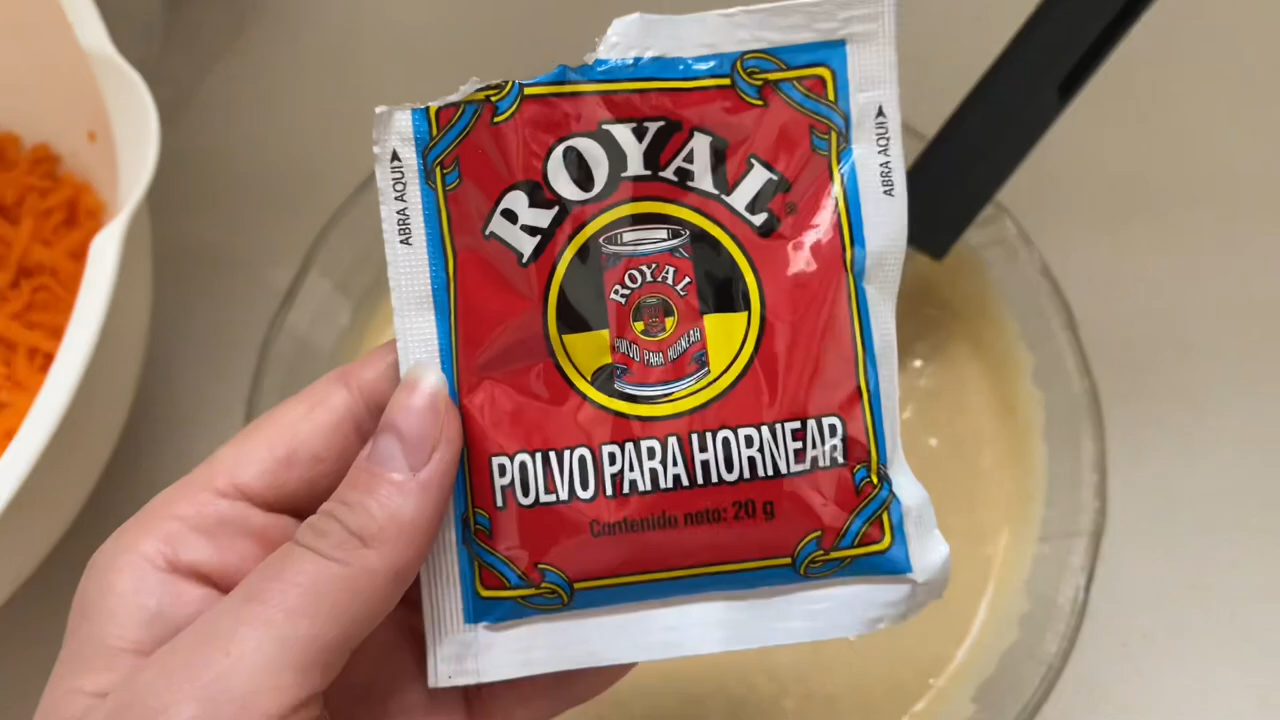 ROYAL
ABRA AQUI
ABRA AQUI
ROYAL
POLVO PARA HORNEAR
POLVO PARA HORNEAR
Contenido neto: 20 g